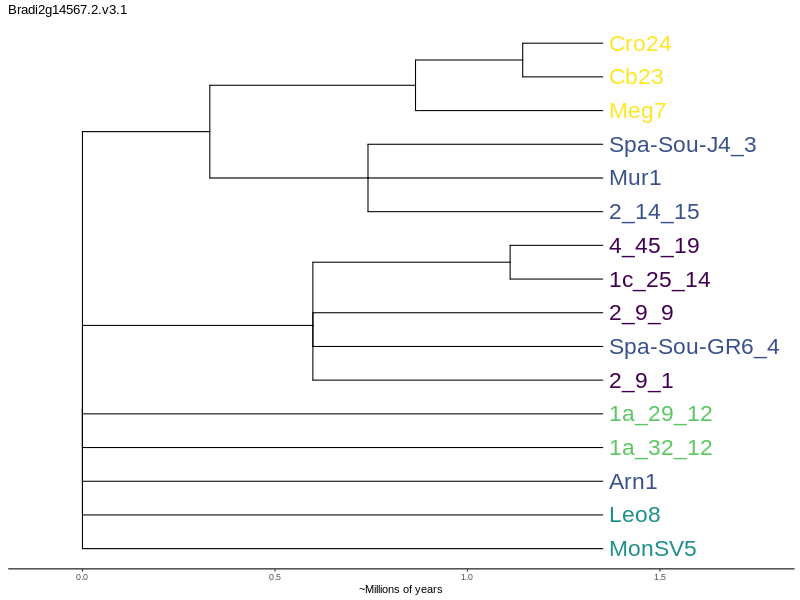 Bradi2g14567.2.v3.1
Cro24
Cb23
Meg7
Spa-Sou-J4_3
Mur1
2_14_15
4_45_19
1c_25_14
2_9_9
Spa-Sou-GR6_4
2_9_1
1a_29_12
1a_32_12
Arn1
Leo8
MonSV5
0.0 0.5 1.0 1.5
~Millions of years